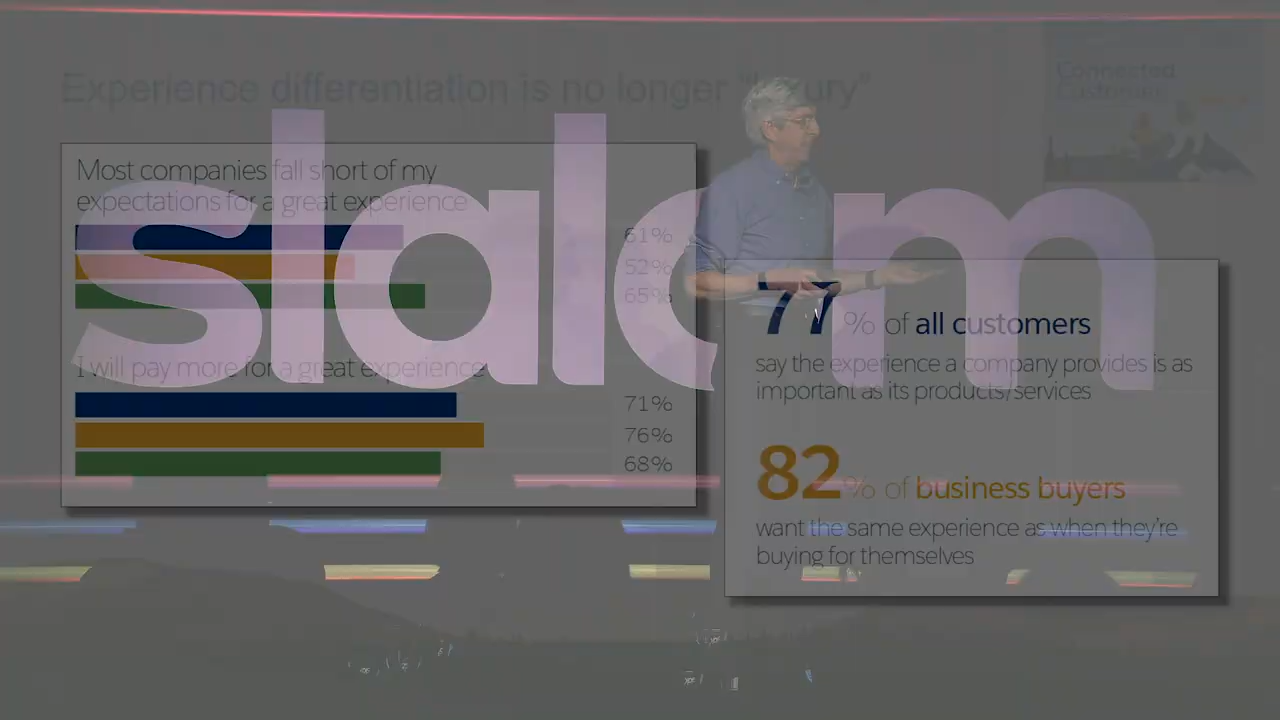 Experience differentiation is no longer "luxury"
Connected
Customer
slalom
Most companies fall short of my
expectations for a great experience
61%
52%
65%
I will pay more for a great experience
71%
76%
68%
77% of all customers
say the experience a company provides is as
important as its products/services
82% of business buyers
want the same experience as when they're
buying for themselves